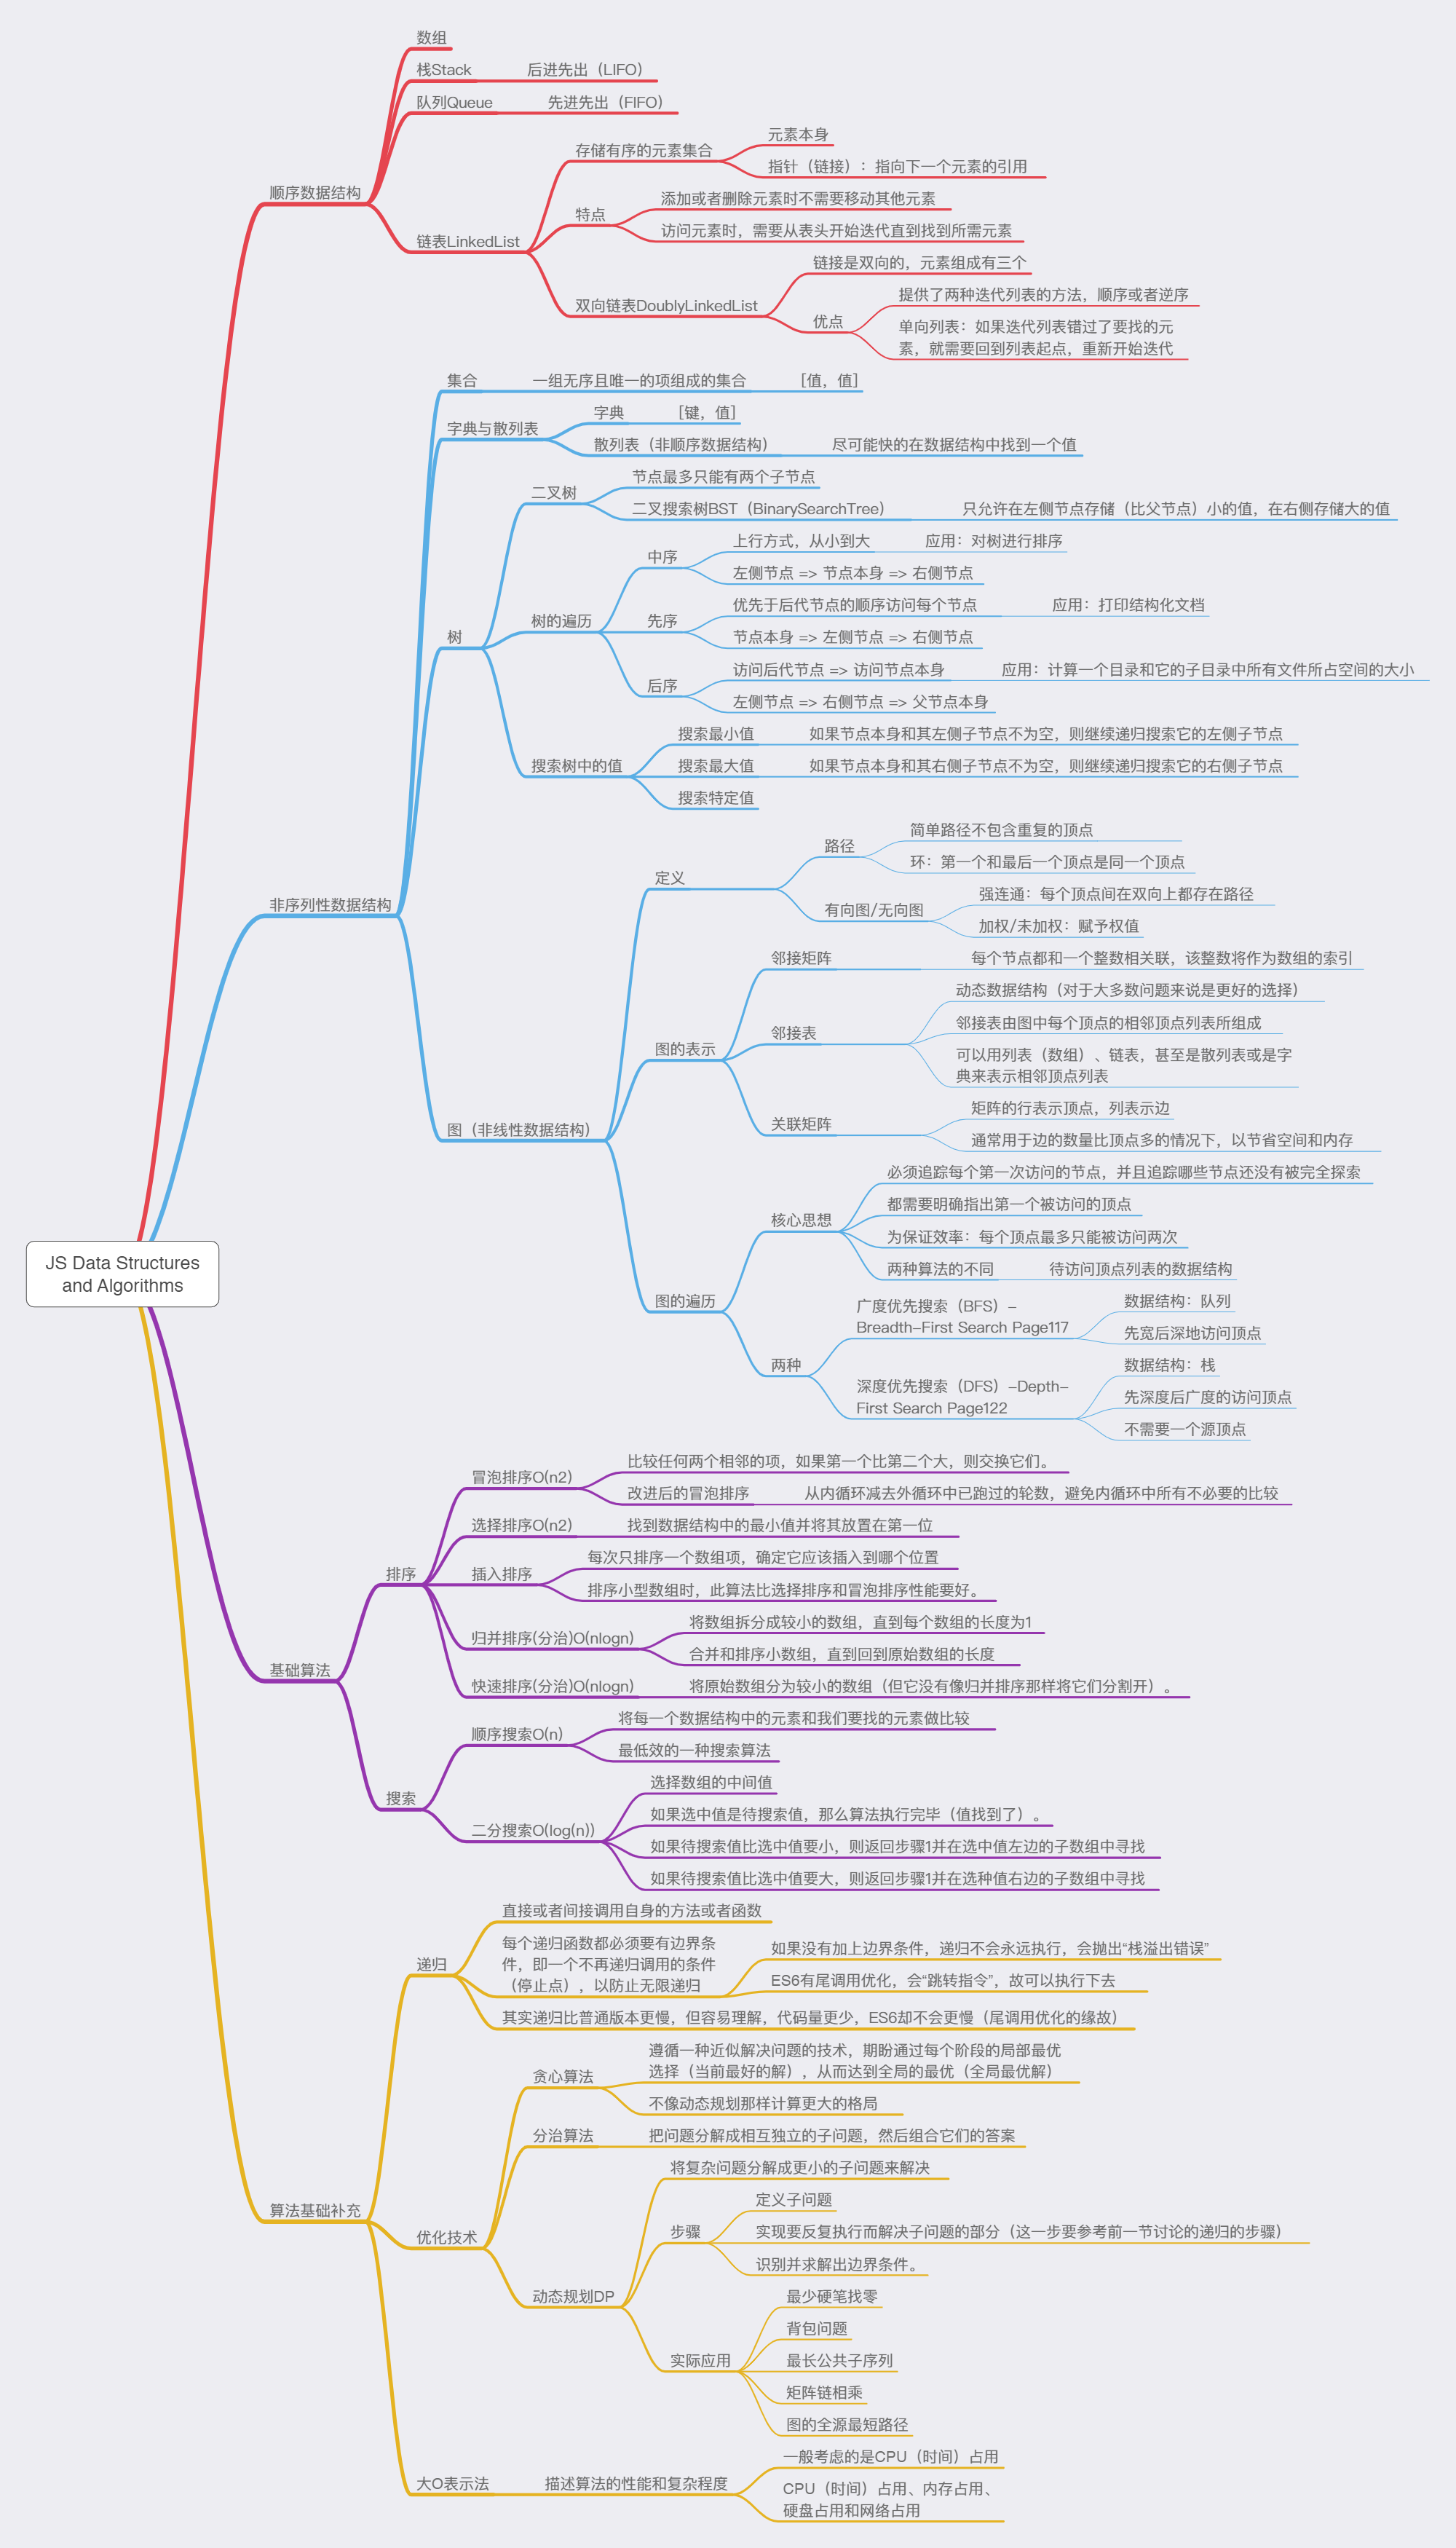 数组
栈Stack
后进先出（LIFO）
队列Queue
先进先出（FIFO）
元素本身
存储有序的元素集合
指针（链接）：指向下一个元素的引用
顺序数据结构
添加或者删除元素时不需要移动其他元素
特点
访问元素时，需要从表头开始迭代直到找到所需元素
链表LinkedList
链接是双向的，元素组成有三个
双向链表DoublyLinkedList
提供了两种迭代列表的方法，顺序或者逆序
优点
单向列表：如果迭代列表错过了要找的元
素，就需要回到列表起点，重新开始迭代
集合
一组无序且唯一的项组成的集合
[值，值]
字典
[键，值]
字典与散列表
散列表（非顺序数据结构）
尽可能快的在数据结构中找到一个值
节点最多只能有两个子节点
二叉树
二叉搜索树BST（BinarySearchTree）
只允许在左侧节点存储（比父节点）小的值，在右侧存储大的值
上行方式，从小到大
应用：对树进行排序
中序
左侧节点 => 节点本身 => 右侧节点
优先于后代节点的顺序访问每个节点
应用：打印结构化文档
树的遍历
先序
树
节点本身 => 左侧节点 => 右侧节点
访问后代节点 => 访问节点本身
应用：计算一个目录和它的子目录中所有文件所占空间的大小
后序
左侧节点 => 右侧节点 => 父节点本身
搜索最小值
如果节点本身和其左侧子节点不为空，则继续递归搜索它的左侧子节点
搜索树中的值
搜索最大值
如果节点本身和其右侧子节点不为空，则继续递归搜索它的右侧子节点
搜索特定值
简单路径不包含重复的顶点
路径
环：第一个和最后一个顶点是同一个顶点
定义
强连通：每个顶点间在双向上都存在路径
非序列性数据结构
有向图/无向图
加权/未加权：赋予权值
邻接矩阵
每个节点都和一个整数相关联，该整数将作为数组的索引
动态数据结构（对于大多数问题来说是更好的选择）
邻接表
邻接表由图中每个顶点的相邻顶点列表所组成
图的表示
可以用列表（数组）、链表，甚至是散列表或是字
典来表示相邻顶点列表
矩阵的行表示顶点，列表示边
关联矩阵
图（非线性数据结构）
通常用于边的数量比顶点多的情况下，以节省空间和内存
必须追踪每个第一次访问的节点，并且追踪哪些节点还没有被完全探索
都需要明确指出第一个被访问的顶点
核心思想
为保证效率：每个顶点最多只能被访问两次
JS Data Structures
and Algorithms
两种算法的不同
待访问顶点列表的数据结构
图的遍历
广度优先搜索（BFS）-
Breadth-First Search Page117
数据结构：队列
先宽后深地访问顶点
两种
数据结构：栈
深度优先搜索（DFS）-Depth-
First Search Page122
先深度后广度的访问顶点
不需要一个源顶点
比较任何两个相邻的项，如果第一个比第二个大，则交换它们。
冒泡排序O(n2)
改进后的冒泡排序
从内循环减去外循环中已跑过的轮数，避免内循环中所有不必要的比较
选择排序O(n2)
找到数据结构中的最小值并将其放置在第一位
每次只排序一个数组项，确定它应该插入到哪个位置
排序
插入排序
排序小型数组时，此算法比选择排序和冒泡排序性能要好。
将数组拆分成较小的数组，直到每个数组的长度为1
归并排序(分治)O(nlogn)
合并和排序小数组，直到回到原始数组的长度
基础算法
快速排序(分治)O(nlogn)
将原始数组分为较小的数组（但它没有像归并排序那样将它们分割开）。
将每一个数据结构中的元素和我们要找的元素做比较
顺序搜索O(n)
最低效的一种搜索算法
选择数组的中间值
搜索
如果选中值是待搜索值，那么算法执行完毕（值找到了）。
二分搜索O(log(n))
如果待搜索值比选中值要小，则返回步骤1并在选中值左边的子数组中寻找
如果待搜索值比选中值要大，则返回步骤1并在选种值右边的子数组中寻找
直接或者间接调用自身的方法或者函数
每个递归函数都必须要有边界条
件，即一个不再递归调用的条件
（停止点），以防止无限递归
如果没有加上边界条件，递归不会永远执行，会抛出“栈溢出错误”
递归
ES6有尾调用优化，会“跳转指令”，故可以执行下去
其实递归比普通版本更慢，但容易理解，代码量更少，ES6却不会更慢（尾调用优化的缘故）
遵循一种近似解决问题的技术，期盼通过每个阶段的局部最优
选择（当前最好的解），从而达到全局的最优（全局最优解）
贪心算法
不像动态规划那样计算更大的格局
分治算法
把问题分解成相互独立的子问题，然后组合它们的答案
将复杂问题分解成更小的子问题来解决
定义子问题
算法基础补充
步骤
实现要反复执行而解决子问题的部分（这一步要参考前一节讨论的递归的步骤）
优化技术
识别并求解出边界条件。
动态规划DP
最少硬笔找零
背包问题
实际应用
最长公共子序列
矩阵链相乘
图的全源最短路径
一般考虑的是CPU（时间）占用
大O表示法
描述算法的性能和复杂程度
CPU（时间）占用、内存占用、
硬盘占用和网络占用